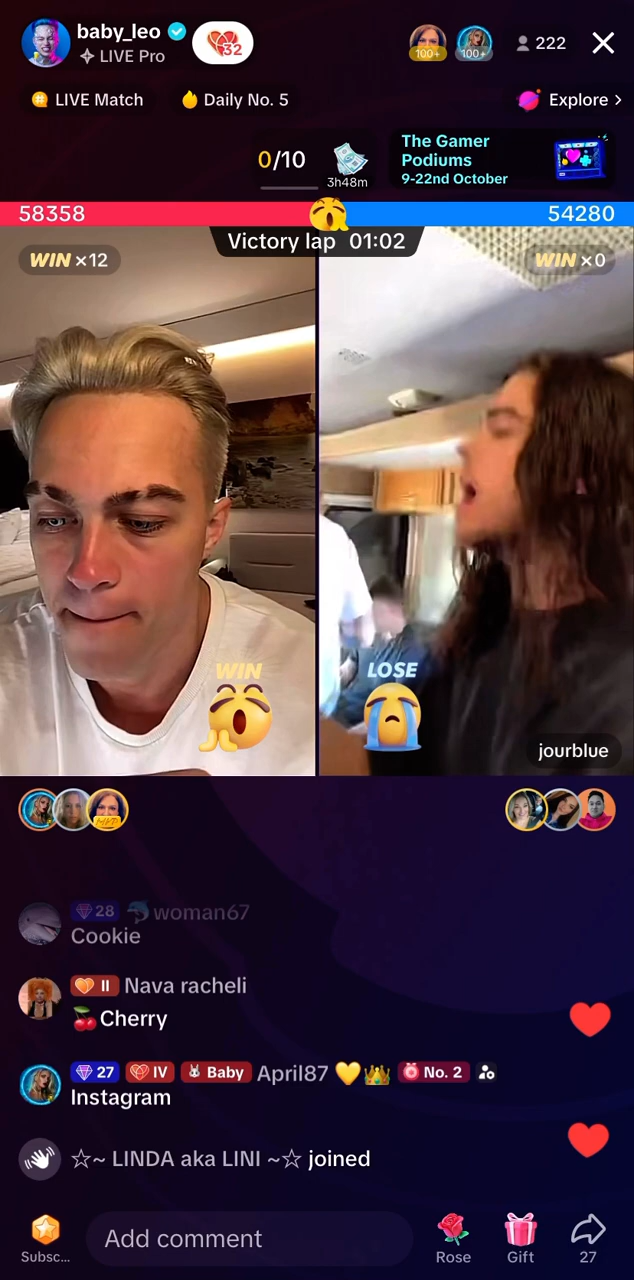 baby_leo
LIVE Pro
32
100+
100+
222
LIVE Match
Daily No. 5
Explore >
0/10
3h48m
The Gamer
Podiums
9-22nd October
58358
54280
Victory lap 01:02
WIN ×12
WIN ×0
WIN
LOSE
jourblue
MVP
28 woman67
Cookie
II Nava racheli
Cherry
27 IV Baby April87 No. 2
Instagram
☆~ LINDA aka LINI ~☆ joined
Subsc...
Add comment
Rose
Gift
27